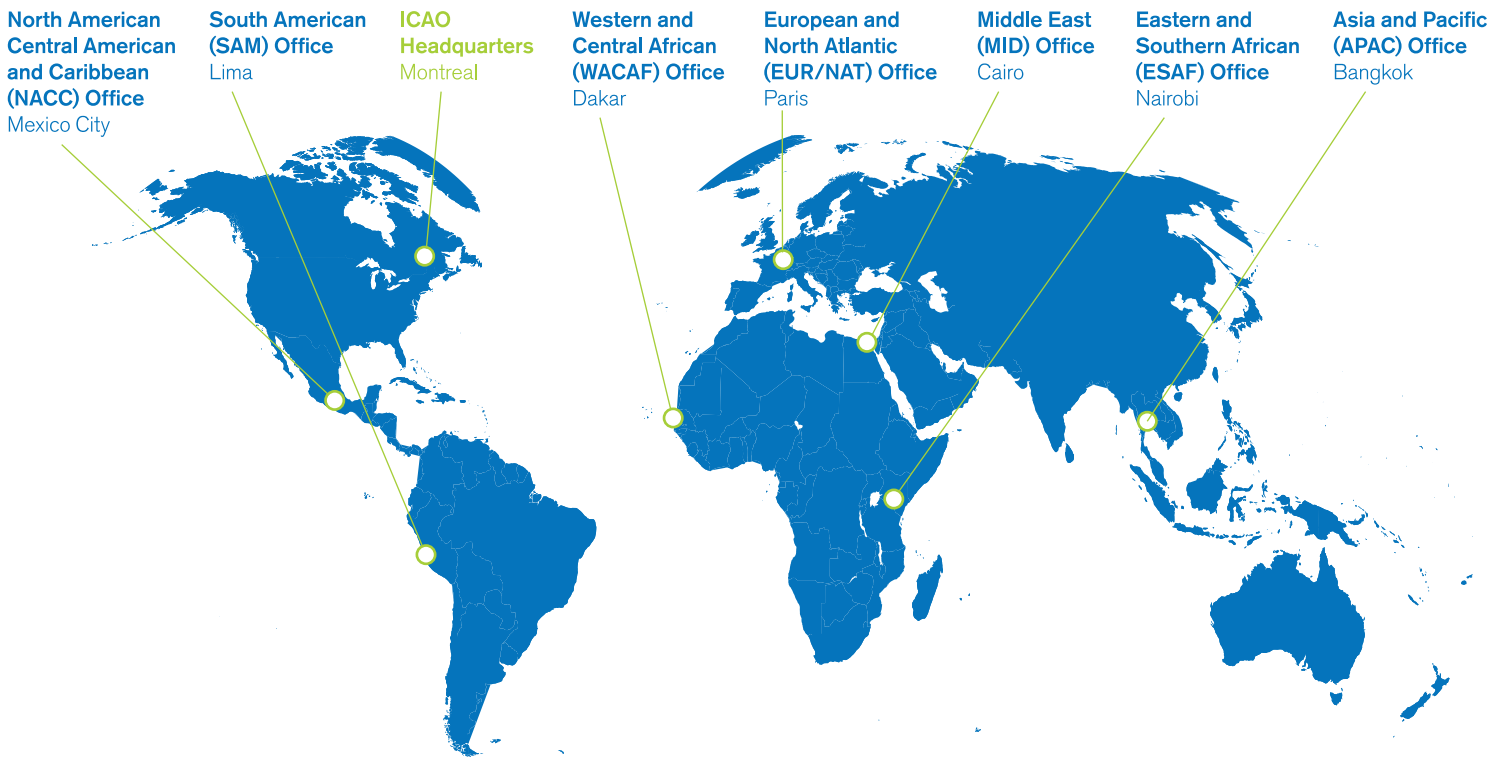 North American
Central American
and Caribbean
(NACC) Office
Mexico City
South American
(SAM) Office
Lima
ICAO
Headquarters
Montreal
Western and
Central African
(WACAF) Office
Dakar
European and
North Atlantic
(EUR/NAT) Office
Paris
Middle East
(MID) Office
Cairo
Eastern and
Southern African
(ESAF) Office
Nairobi
Asia and Pacific
(APAC) Office
Bangkok